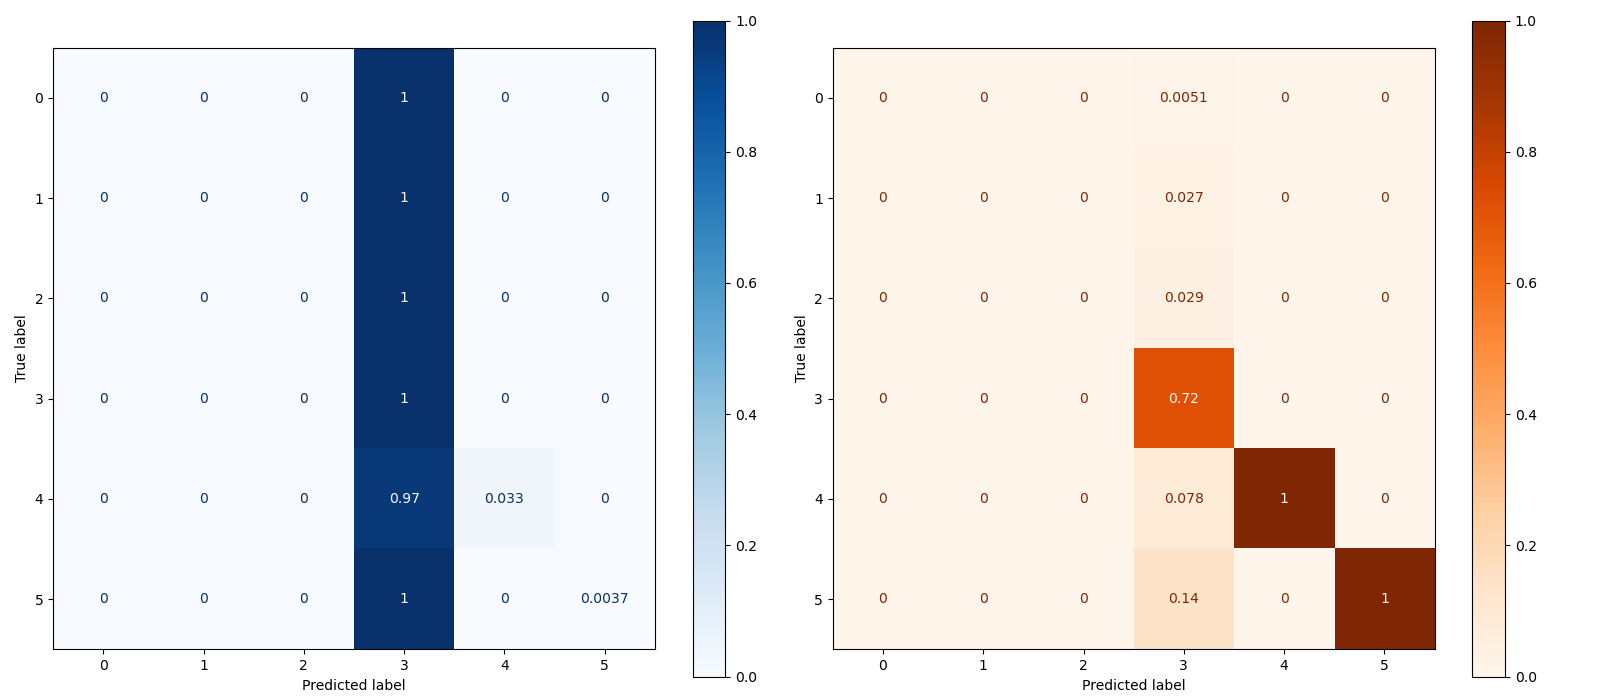 1.0
0.8
0.6
0.4
0.2
0.0
True label
0 0 0 0 1 0 0
1 0 0 0 1 0 0
2 0 0 0 1 0 0
3 0 0 0 1 0 0
4 0 0 0 0.97 0.033 0
5 0 0 0 1 0 0.0037
0 1 2 3 4 5
Predicted label
1.0
0.8
0.6
0.4
0.2
0.0
True label
0 0 0 0 0.0051 0 0
1 0 0 0 0.027 0 0
2 0 0 0 0.029 0 0
3 0 0 0 0.72 0 0
4 0 0 0 0.078 1 0
5 0 0 0 0.14 0 1
0 1 2 3 4 5
Predicted label